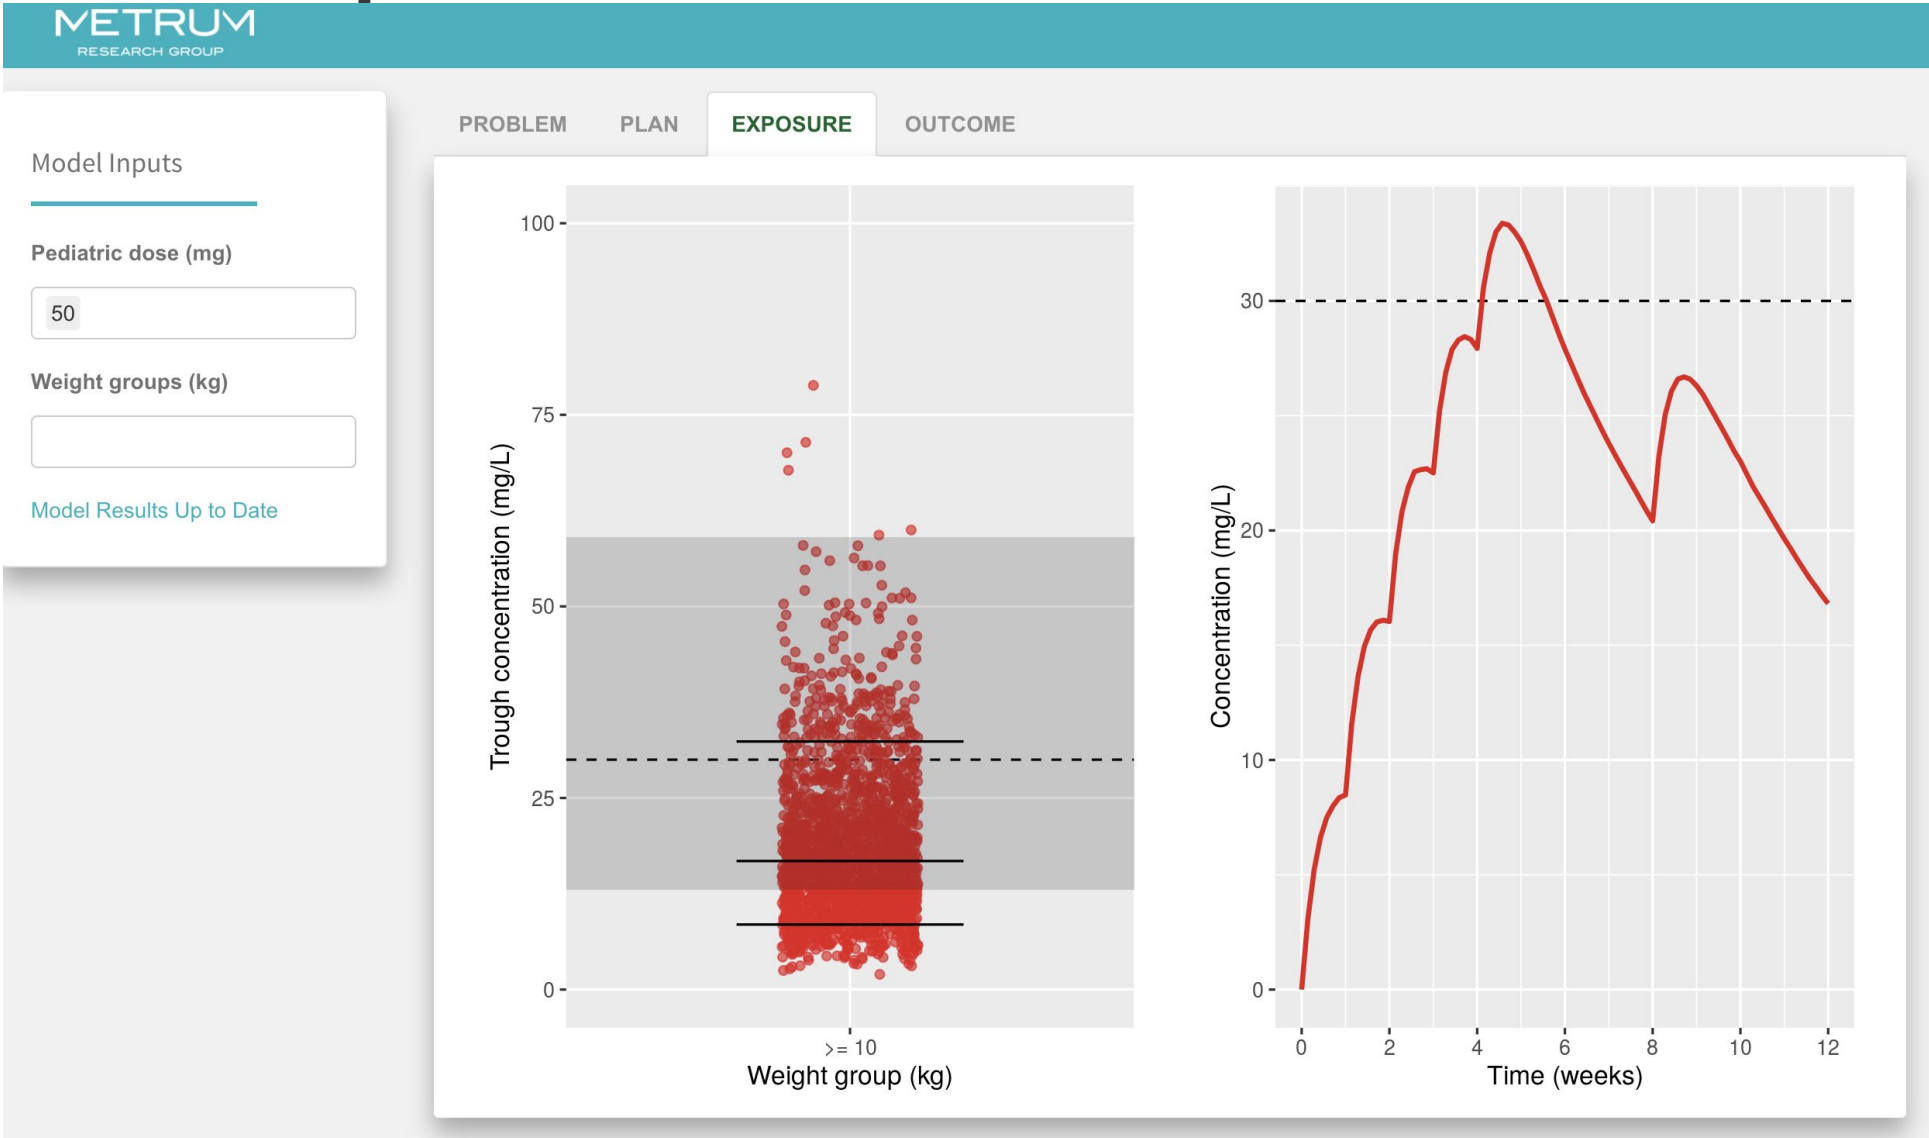 METRUM
RESEARCH GROUP
Model Inputs
Pediatric dose (mg)
50
Weight groups (kg)
Model Results Up to Date
PROBLEM PLAN EXPOSURE OUTCOME
Trough concentration (mg/L)
100
75
50
25
0
>= 10
Weight group (kg)
Concentration (mg/L)
30
20
10
0
0 2 4 6 8 10 12
Time (weeks)